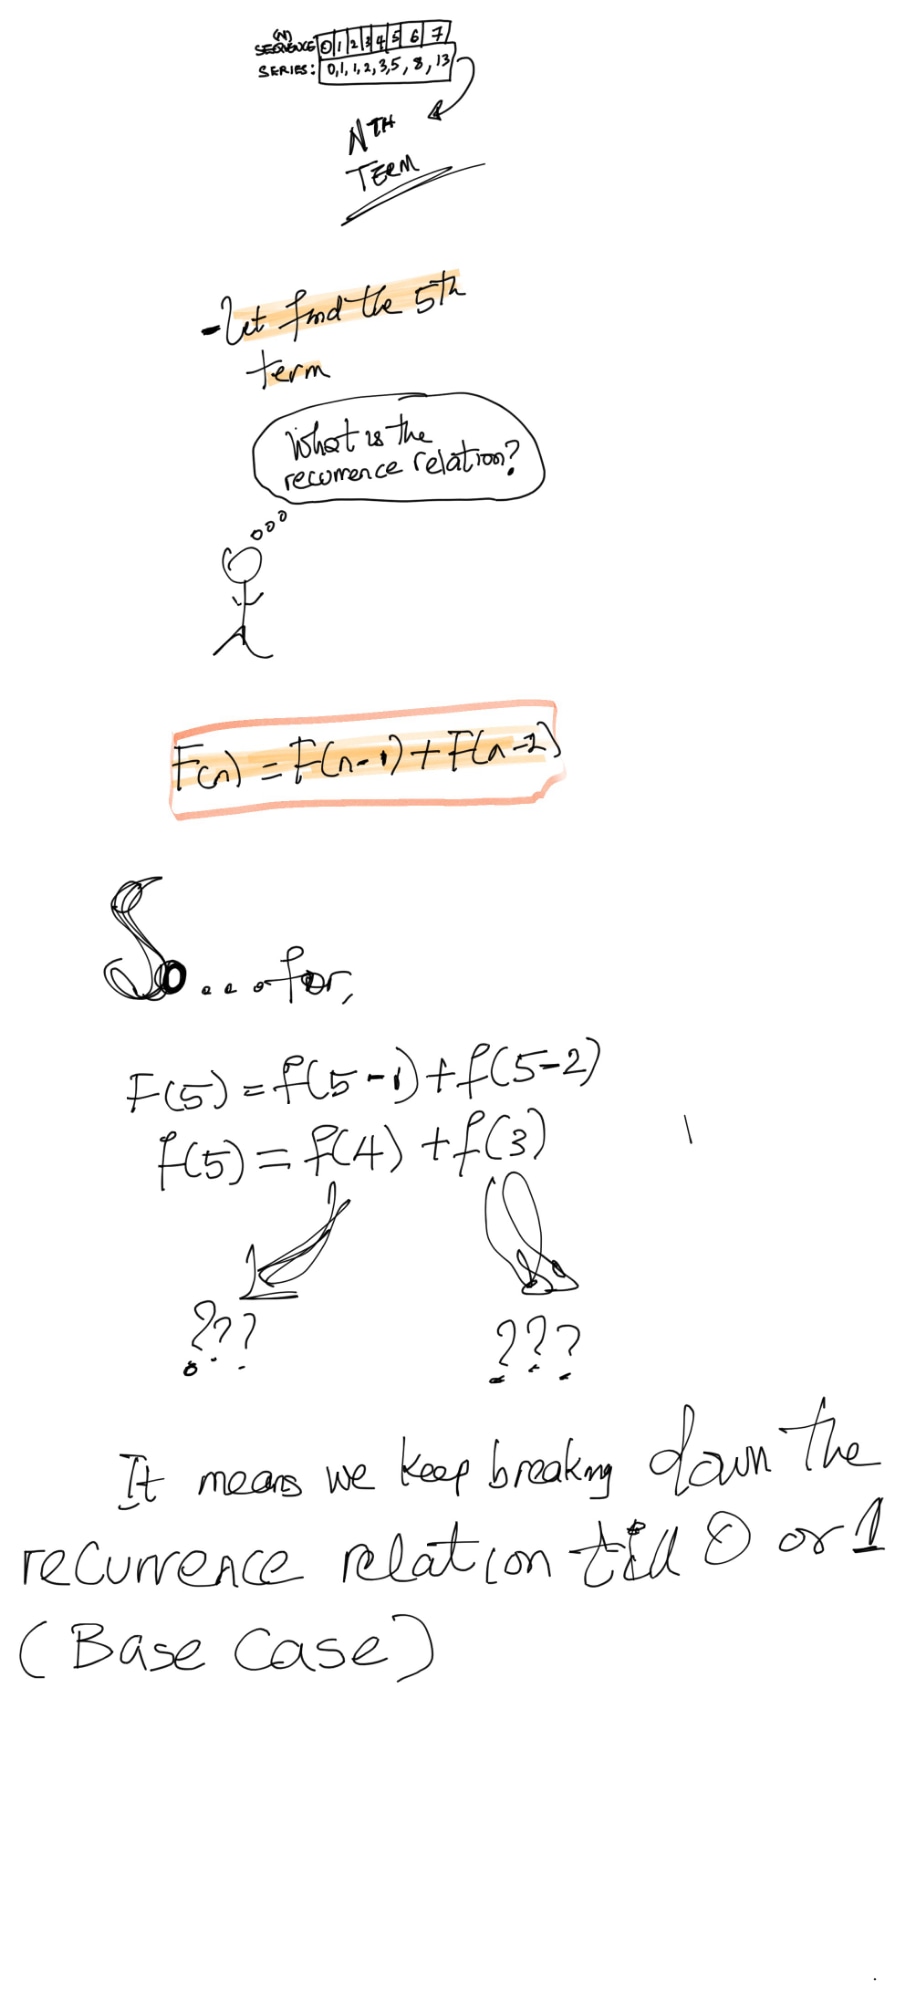 (N)
SEQUENCE 0 1 2 3 4 5 6 7
SERIES: 0, 1, 1, 2, 3, 5, 8, 13
NTH
TERM
- Let find the 5th
term
What is the
recurrence relation?
F(n) = F(n-1) + F(n-2)
So ... for,
F(5) = f(5-1) + f(5-2)
f(5) = f(4) + f(3)
??? ???
It means we keep breaking down the
recurrence relation till 0 or 1
(Base Case)